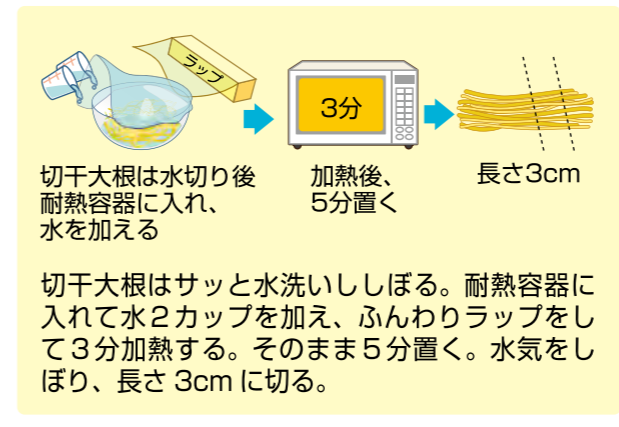 ラップ
3分
切干大根は水切り後
耐熱容器に入れ、
水を加える
加熱後、
5分置く
長さ3cm
切干大根はサッと水洗いししぼる。耐熱容器に
入れて水２カップを加え、ふんわりラップをし
て３分加熱する。そのまま５分置く。水気をし
ぼり、長さ 3cm に切る。